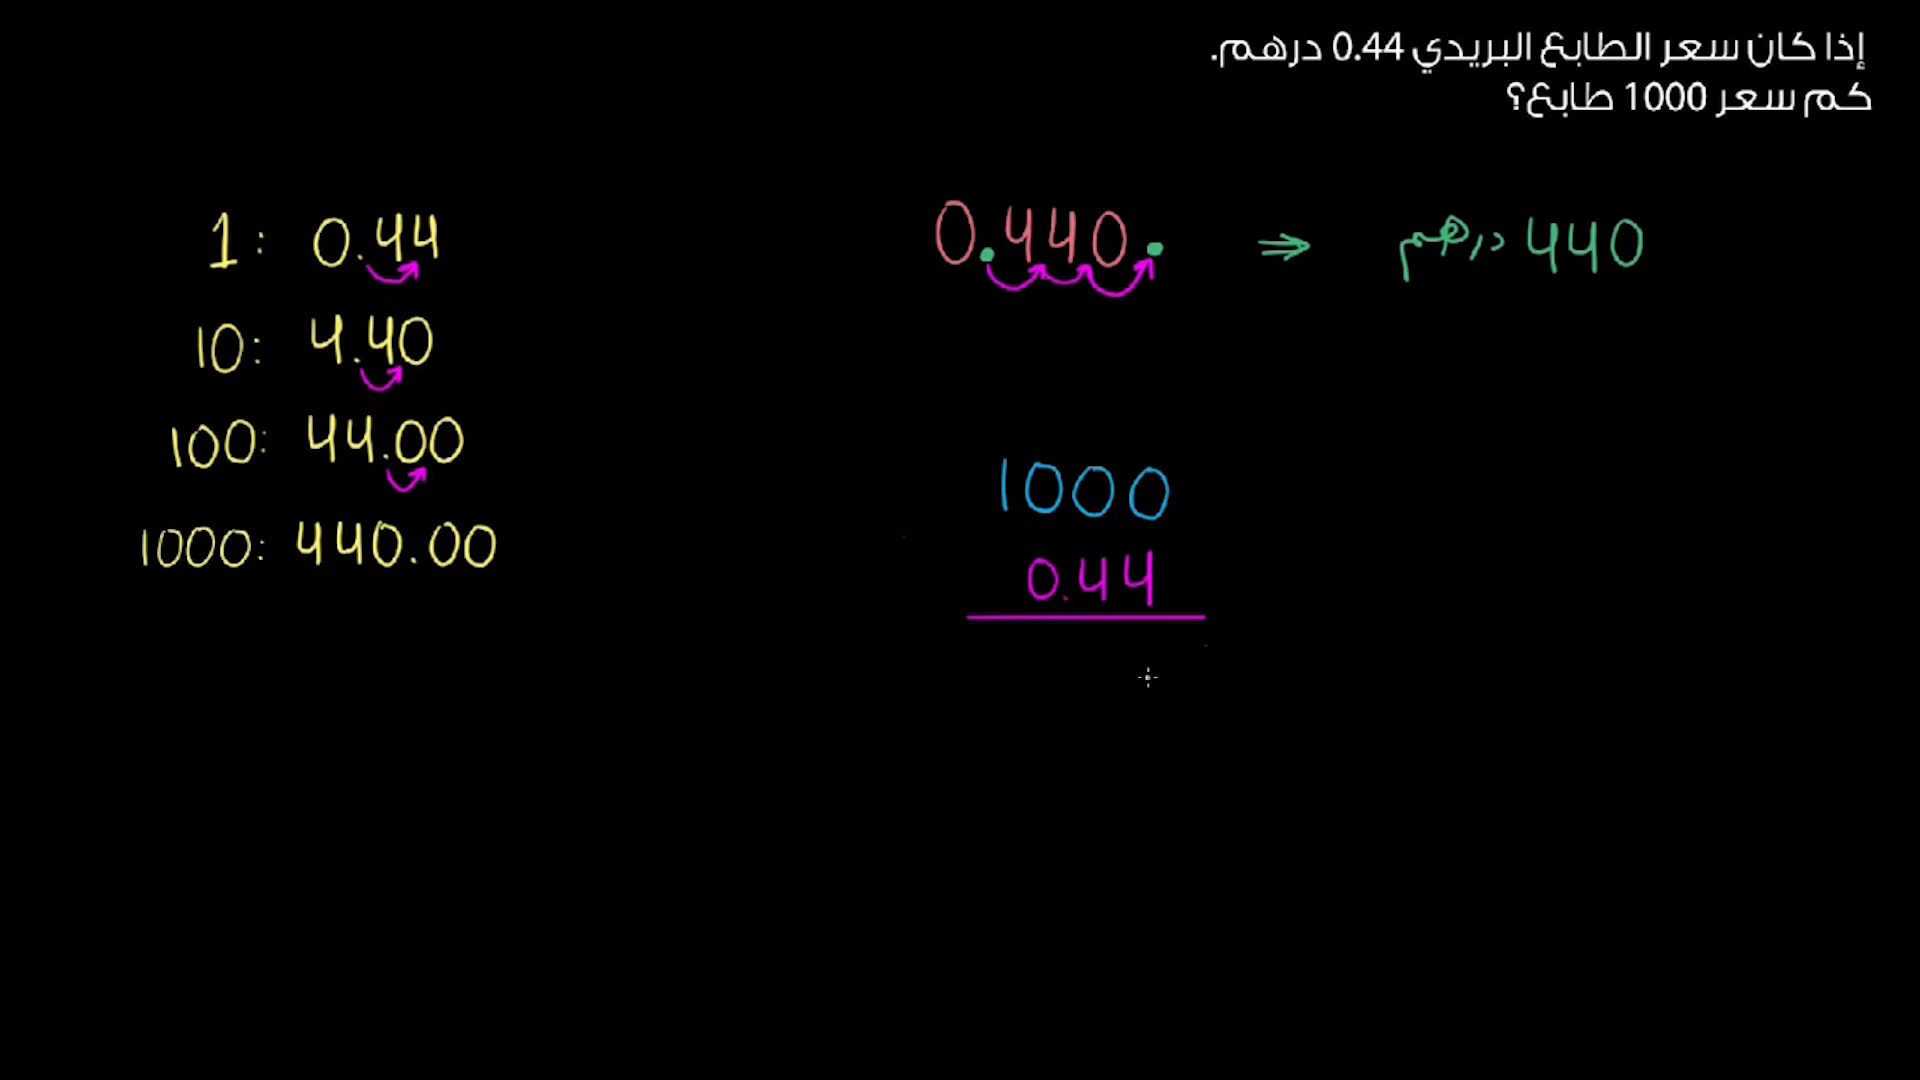 إذا كان سعر الطابع البريدي 0.44 درهم.
كم سعر 1000 طابع؟
1: 0.44
10: 4.40
100: 44.00
1000: 440.00
0.440. ⇒ 440 درهم
1000
0.44